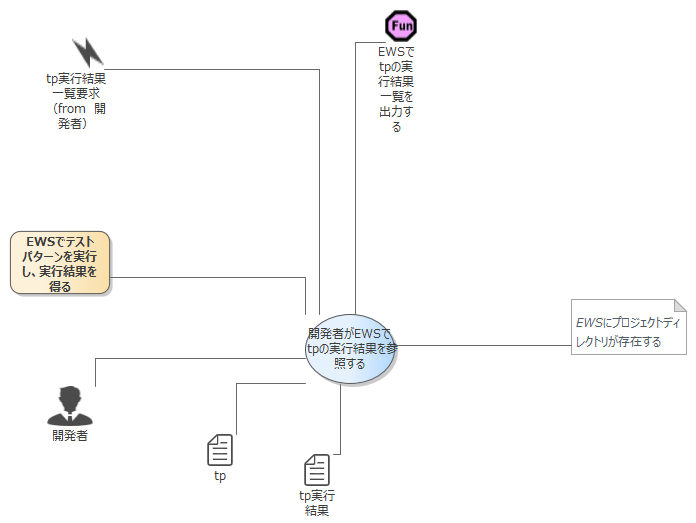 Fun
EWSで
tpの実
行結果
一覧を
出力す
る
tp実行結果
一覧要求
（from　開
発者）
EWSでテスト
パターンを実行
し、実行結果を
得る
開発者がEWSで
tpの実行結果を参
照する
EWSにプロジェクトディ
レクトリが存在する
開発者
tp
tp実行
結果